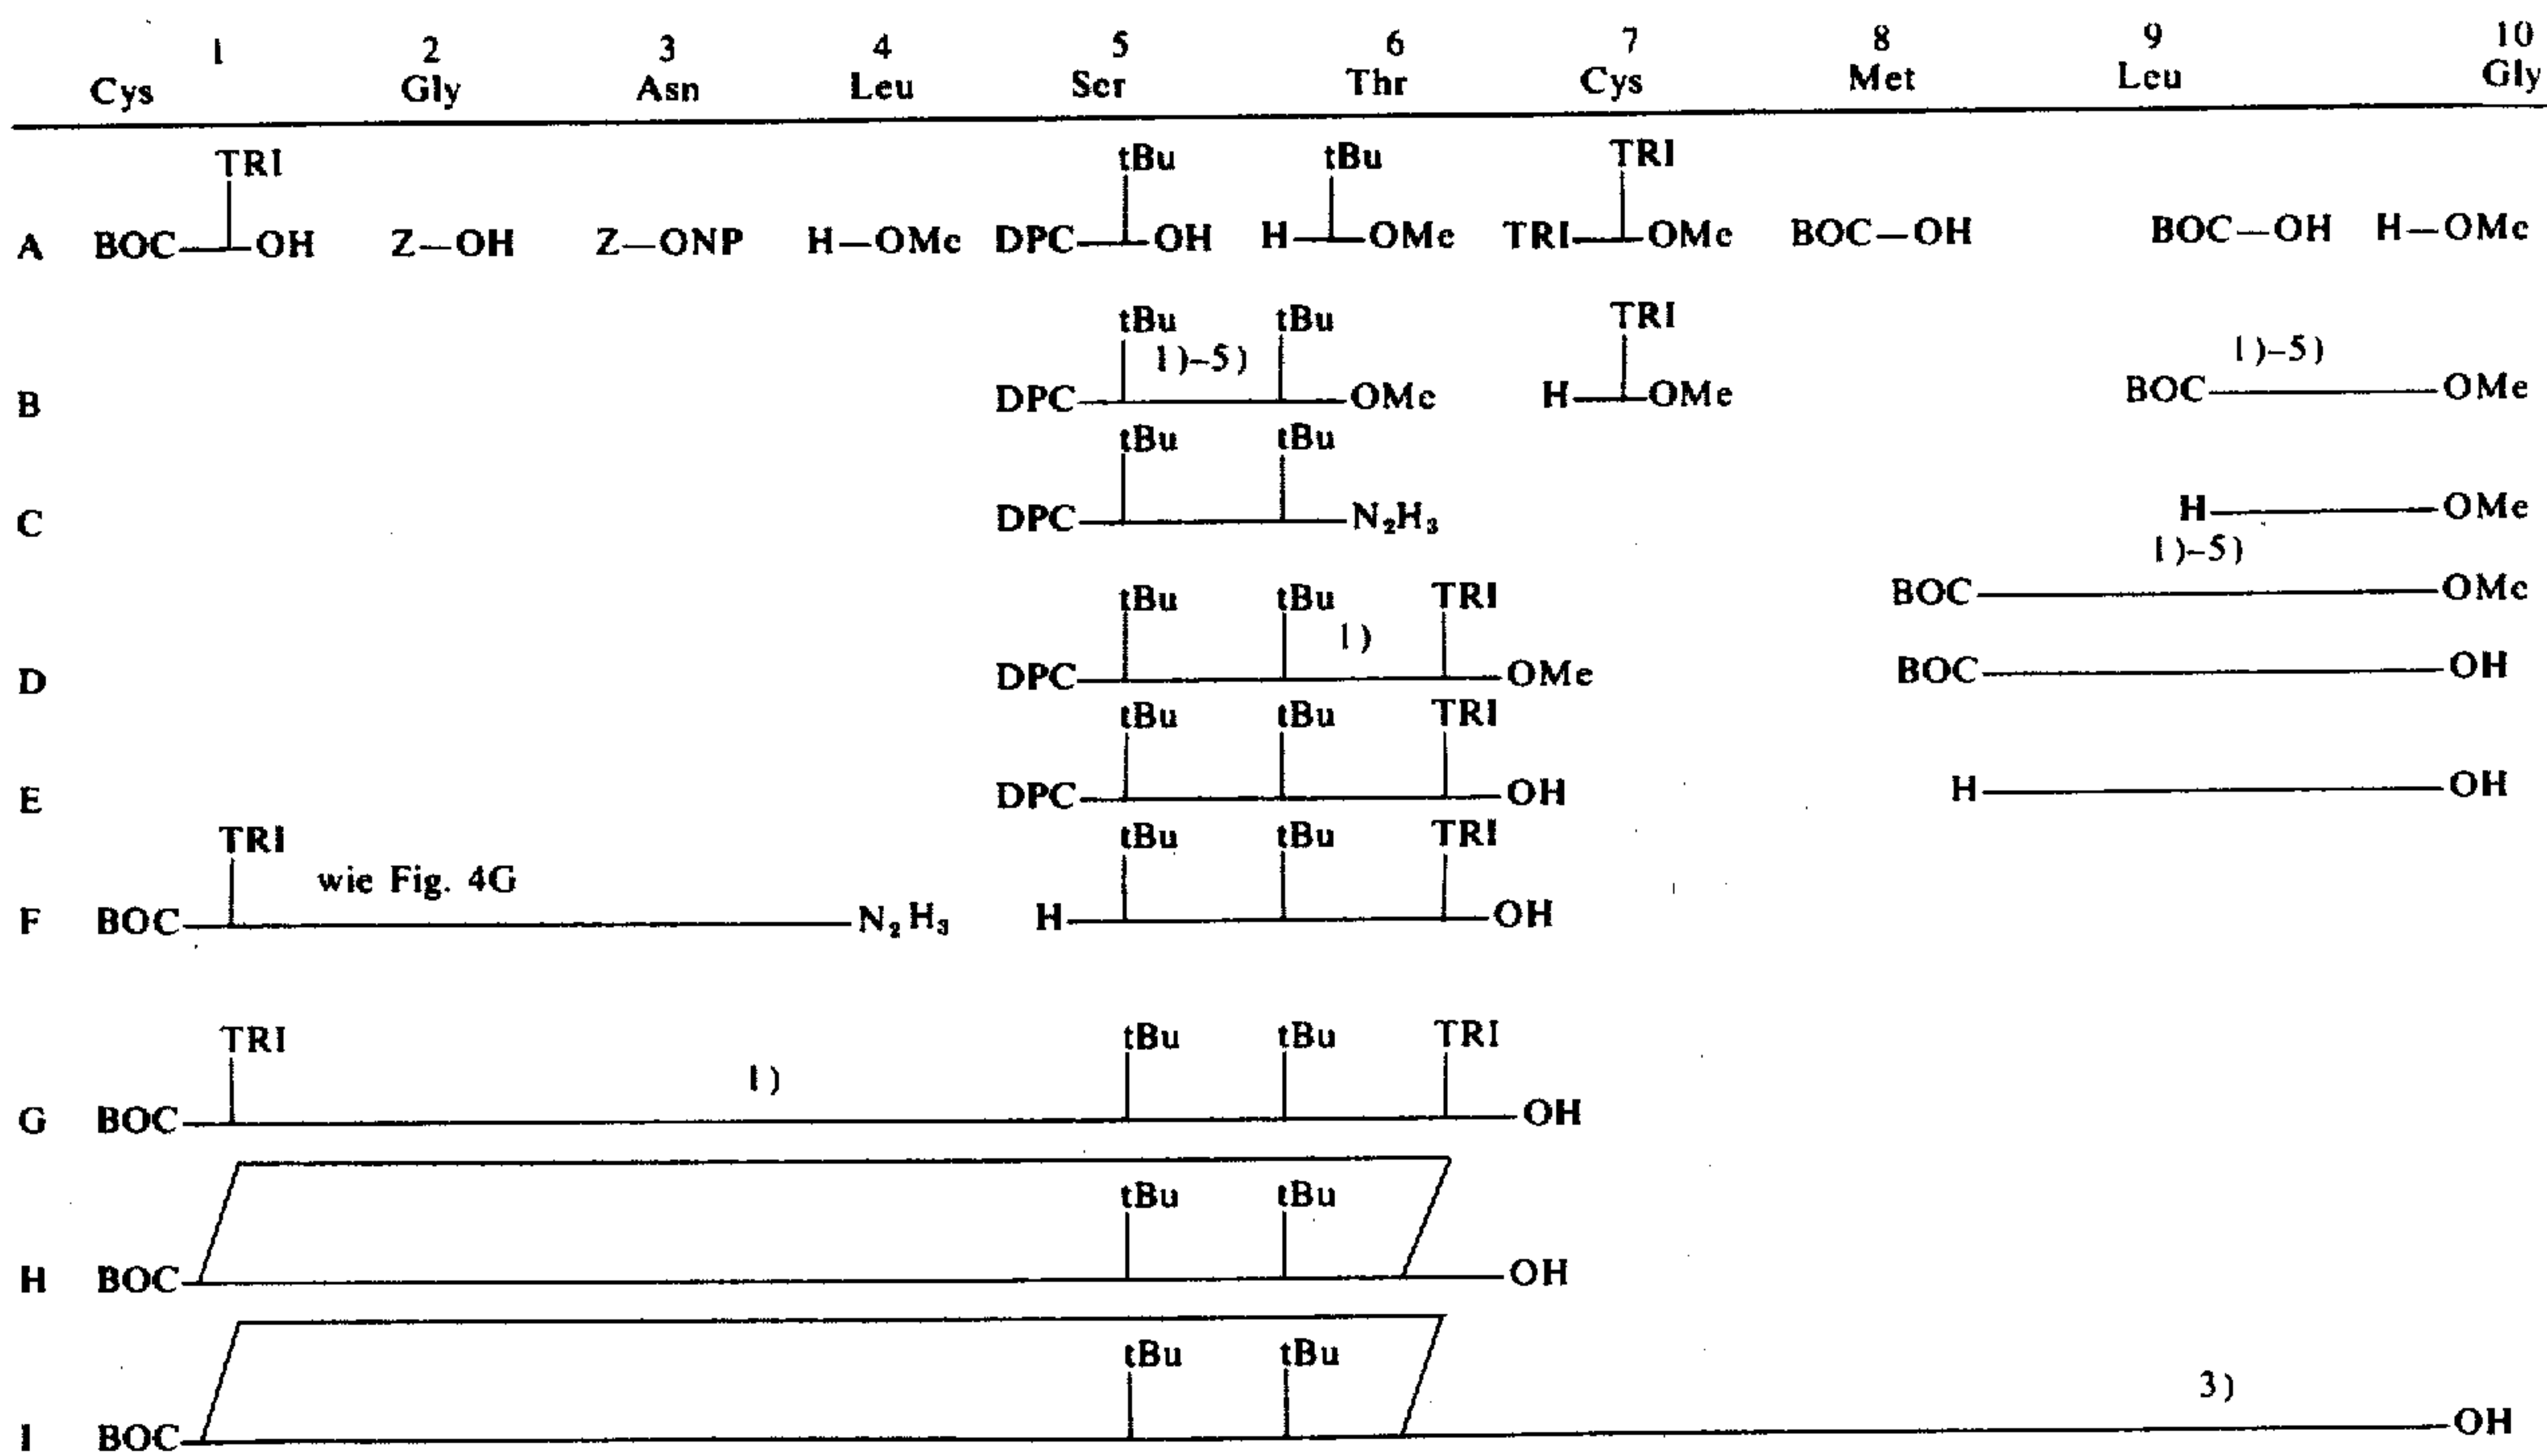 1 2 3 4 5 6 7 8 9 10
Cys Gly Asn Leu Ser Thr Cys Met Leu Gly
TRI tBu tBu TRI
A BOC OH Z—OH Z—ONP H—OMe DPC OH H OMe TRI OMe BOC—OH BOC—OH H—OMe
tBu tBu TRI
1)–5) 1)–5)
B DPC OMe H OMe BOC OMe
tBu tBu
C DPC N₂H₃ H OMe
1)–5)
tBu tBu TRI BOC OMe
1)
D DPC OMe BOC OH
tBu tBu TRI
E DPC OH H OH
TRI tBu tBu TRI
wie Fig. 4G
F BOC N₂H₃ H OH
TRI tBu tBu TRI
1)
G BOC OH
tBu tBu
H BOC OH
tBu tBu
3)
I BOC OH